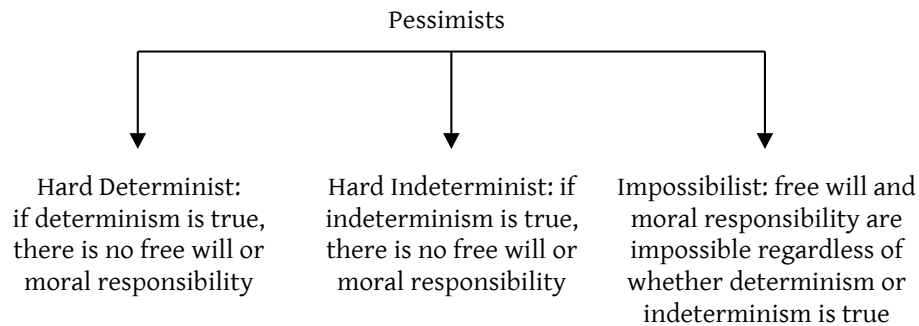 Pessimists
Hard Determinist:
if determinism is true,
there is no free will or
moral responsibility
Hard Indeterminist: if
indeterminism is true,
there is no free will or
moral responsibility
Impossibilist: free will and
moral responsibility are
impossible regardless of
whether determinism or
indeterminism is true